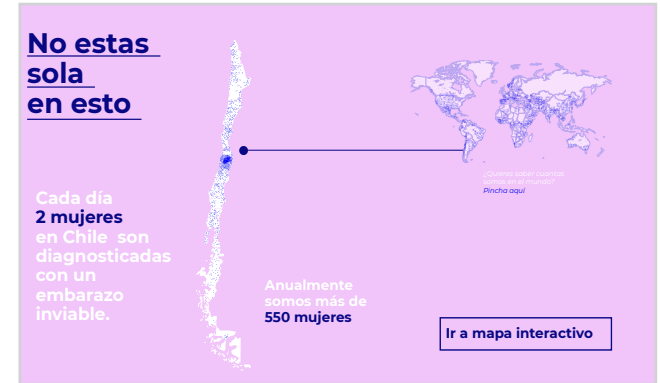 No estas
sola
en esto
¿Quieres saber cuantas
somos en el mundo?
Pincha aquí
Cada día
2 mujeres
en Chile son
diagnosticadas
con un
embarazo
inviable.
Anualmente
somos más de
550 mujeres
Ir a mapa interactivo